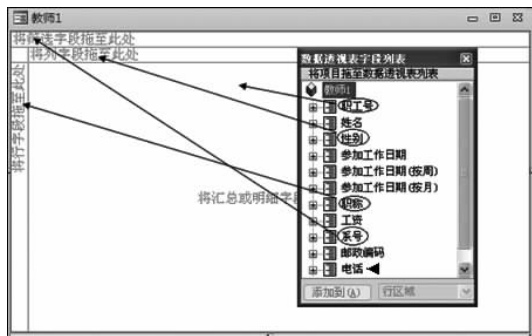 教师1
将筛选字段拖至此处
将列字段拖至此处
将行字段拖至此处
将汇总或明细字段
数据透视表字段列表
将项目拖至数据透视表列表
教师1
职工号
姓名
性别
参加工作日期
参加工作日期(按周)
参加工作日期(按月)
职称
工资
系号
邮政编码
电话
添加到(A)
行区域